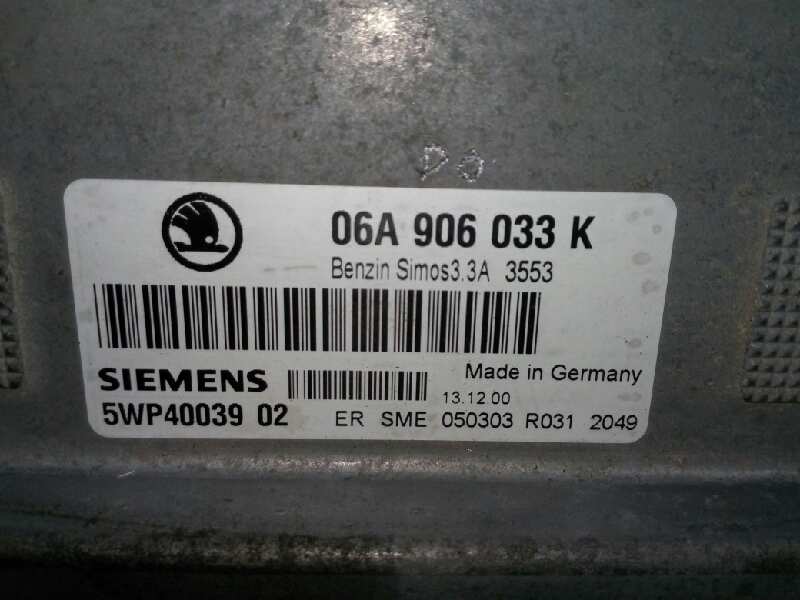 06A 906 033 K
Benzin Simos3.3A 3553
SIEMENS
Made in Germany
13.12.00
5WP40039 02
ER SME 050303 R031 2049